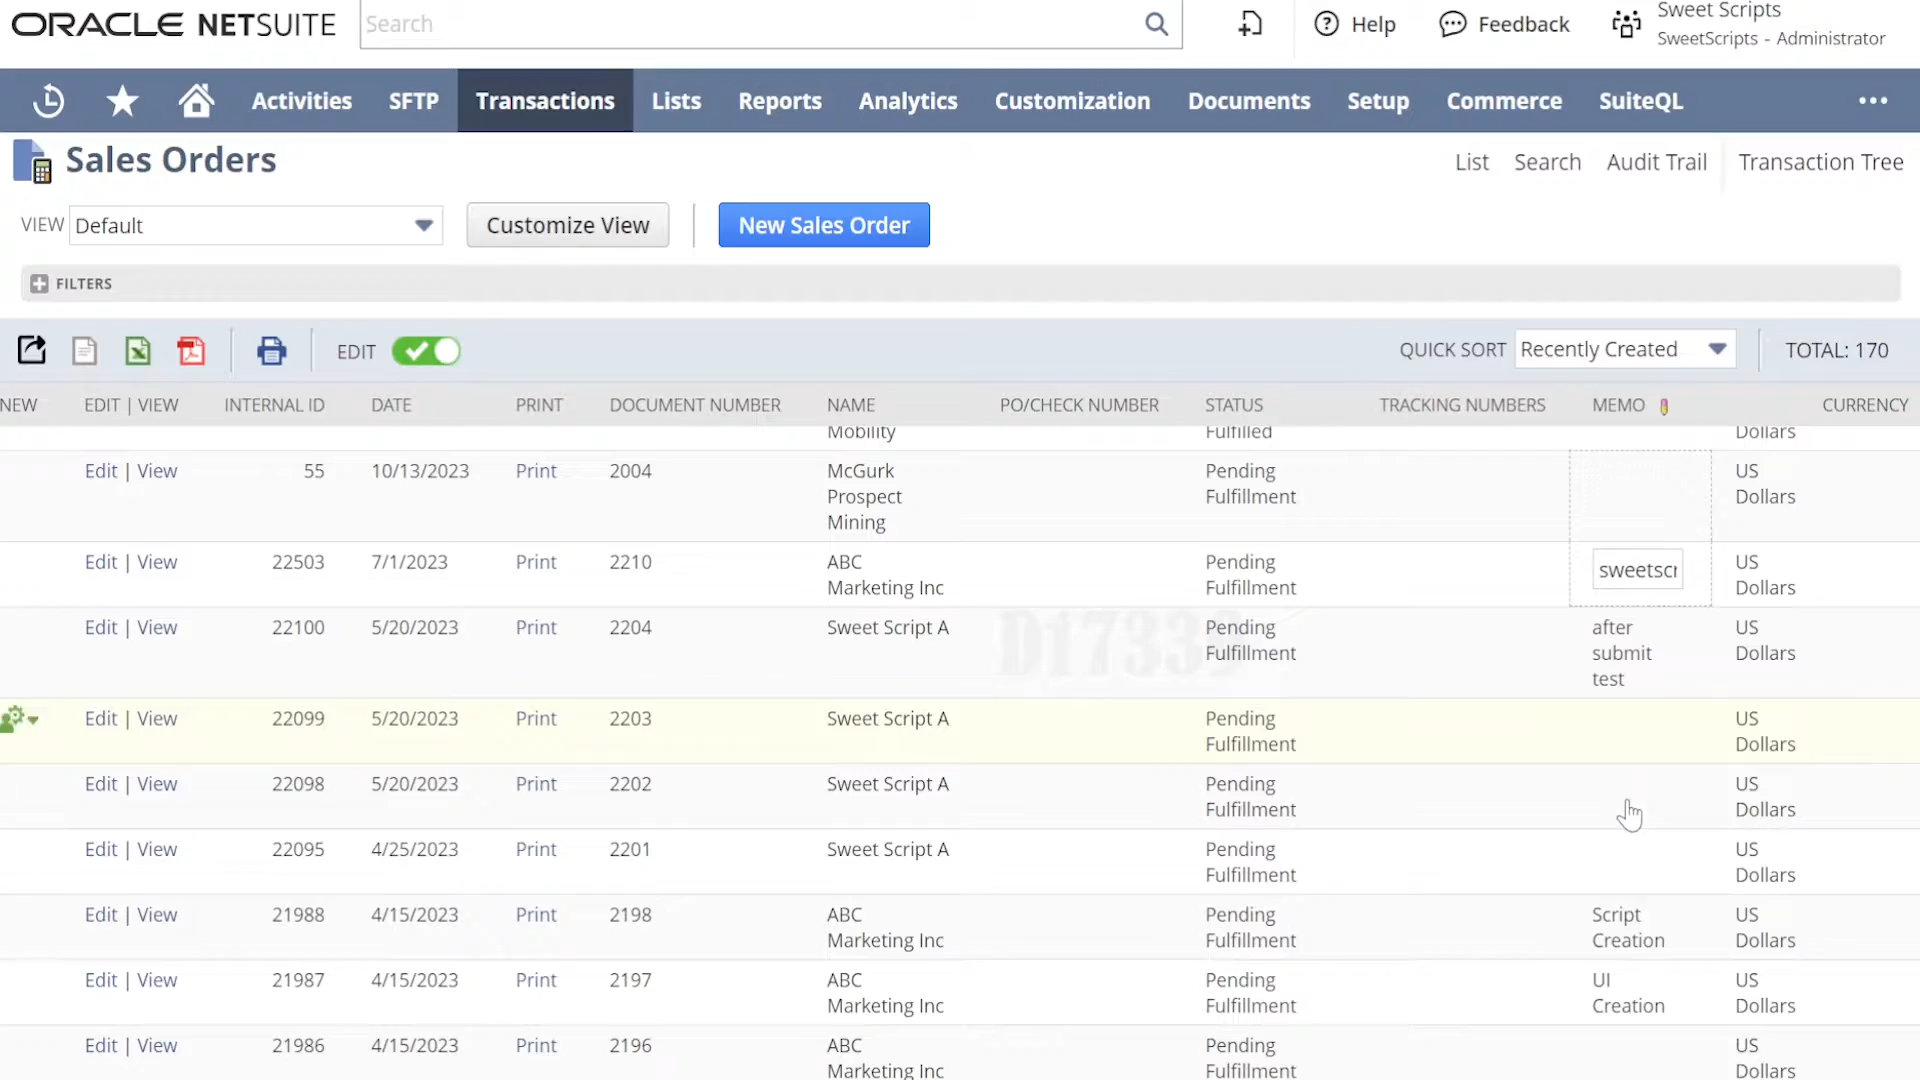 ORACLE NETSUITE
Search
Help
Feedback
Sweet Scripts
SweetScripts - Administrator
Activities SFTP Transactions Lists Reports Analytics Customization Documents Setup Commerce SuiteQL
Sales Orders
List Search Audit Trail Transaction Tree
VIEW Default Customize View New Sales Order
FILTERS
EDIT QUICK SORT Recently Created TOTAL: 170
NEW EDIT | VIEW INTERNAL ID DATE PRINT DOCUMENT NUMBER NAME PO/CHECK NUMBER STATUS TRACKING NUMBERS MEMO CURRENCY
Mobility Fulfilled Dollars
Edit | View 55 10/13/2023 Print 2004 McGurk Pending US
Prospect Fulfillment Dollars
Mining
Edit | View 22503 7/1/2023 Print 2210 ABC Pending sweetscr US
Marketing Inc Fulfillment Dollars
Edit | View 22100 5/20/2023 Print 2204 Sweet Script A Pending after US
Fulfillment submit Dollars
test
Edit | View 22099 5/20/2023 Print 2203 Sweet Script A Pending US
Fulfillment Dollars
Edit | View 22098 5/20/2023 Print 2202 Sweet Script A Pending US
Fulfillment Dollars
Edit | View 22095 4/25/2023 Print 2201 Sweet Script A Pending US
Fulfillment Dollars
Edit | View 21988 4/15/2023 Print 2198 ABC Pending Script US
Marketing Inc Fulfillment Creation Dollars
Edit | View 21987 4/15/2023 Print 2197 ABC Pending UI US
Marketing Inc Fulfillment Creation Dollars
Edit | View 21986 4/15/2023 Print 2196 ABC Pending US
Marketing Inc Fulfillment Dollars